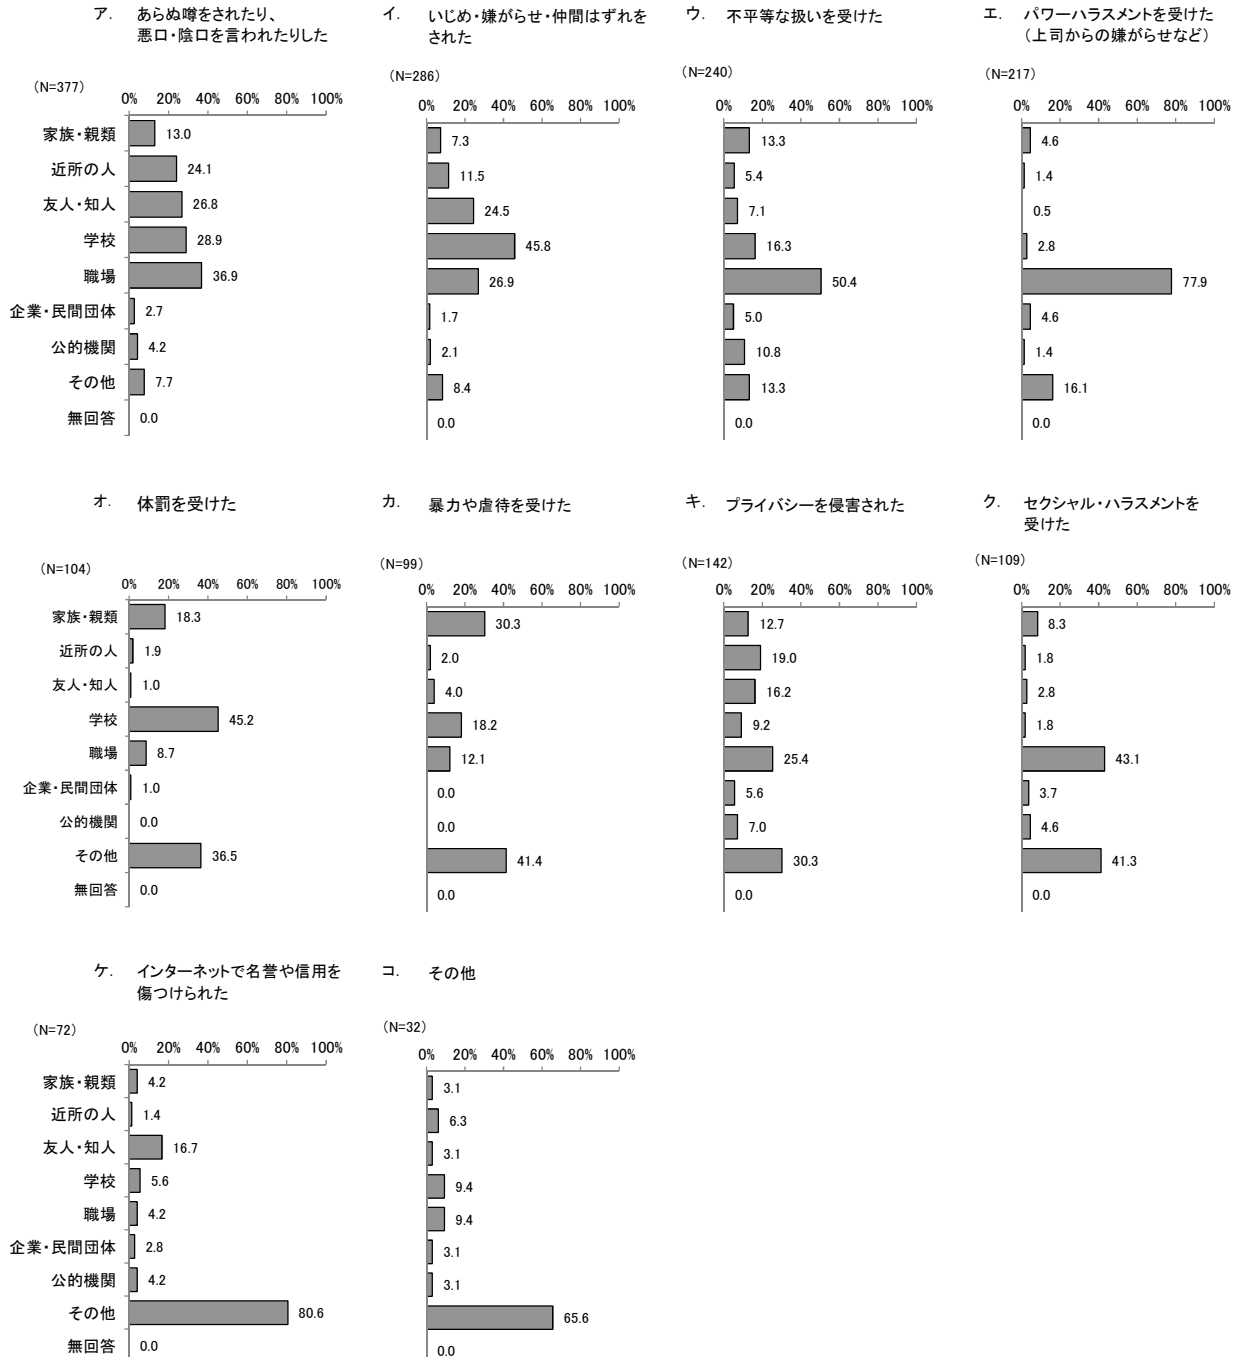 ア. あらぬ噂をされたり、
悪口・陰口を言われたりした
(N=377)
0% 20% 40% 60% 80% 100%
家族・親類 13.0
近所の人 24.1
友人・知人 26.8
学校 28.9
職場 36.9
企業・民間団体 2.7
公的機関 4.2
その他 7.7
無回答 0.0
イ. いじめ・嫌がらせ・仲間はずれを
された
(N=286)
0% 20% 40% 60% 80% 100%
7.3
11.5
24.5
45.8
26.9
1.7
2.1
8.4
0.0
ウ. 不平等な扱いを受けた
(N=240)
0% 20% 40% 60% 80% 100%
13.3
5.4
7.1
16.3
50.4
5.0
10.8
13.3
0.0
エ. パワーハラスメントを受けた
(上司からの嫌がらせなど)
(N=217)
0% 20% 40% 60% 80% 100%
4.6
1.4
0.5
2.8
77.9
4.6
1.4
16.1
0.0
オ. 体罰を受けた
(N=104)
0% 20% 40% 60% 80% 100%
家族・親類 18.3
近所の人 1.9
友人・知人 1.0
学校 45.2
職場 8.7
企業・民間団体 1.0
公的機関 0.0
その他 36.5
無回答 0.0
カ. 暴力や虐待を受けた
(N=99)
0% 20% 40% 60% 80% 100%
30.3
2.0
4.0
18.2
12.1
0.0
0.0
41.4
0.0
キ. プライバシーを侵害された
(N=142)
0% 20% 40% 60% 80% 100%
12.7
19.0
16.2
9.2
25.4
5.6
7.0
30.3
0.0
ク. セクシャル・ハラスメントを
受けた
(N=109)
0% 20% 40% 60% 80% 100%
8.3
1.8
2.8
1.8
43.1
3.7
4.6
41.3
0.0
ケ. インターネットで名誉や信用を
傷つけられた
(N=72)
0% 20% 40% 60% 80% 100%
家族・親類 4.2
近所の人 1.4
友人・知人 16.7
学校 5.6
職場 4.2
企業・民間団体 2.8
公的機関 4.2
その他 80.6
無回答 0.0
コ. その他
(N=32)
0% 20% 40% 60% 80% 100%
3.1
6.3
3.1
9.4
9.4
3.1
3.1
65.6
0.0